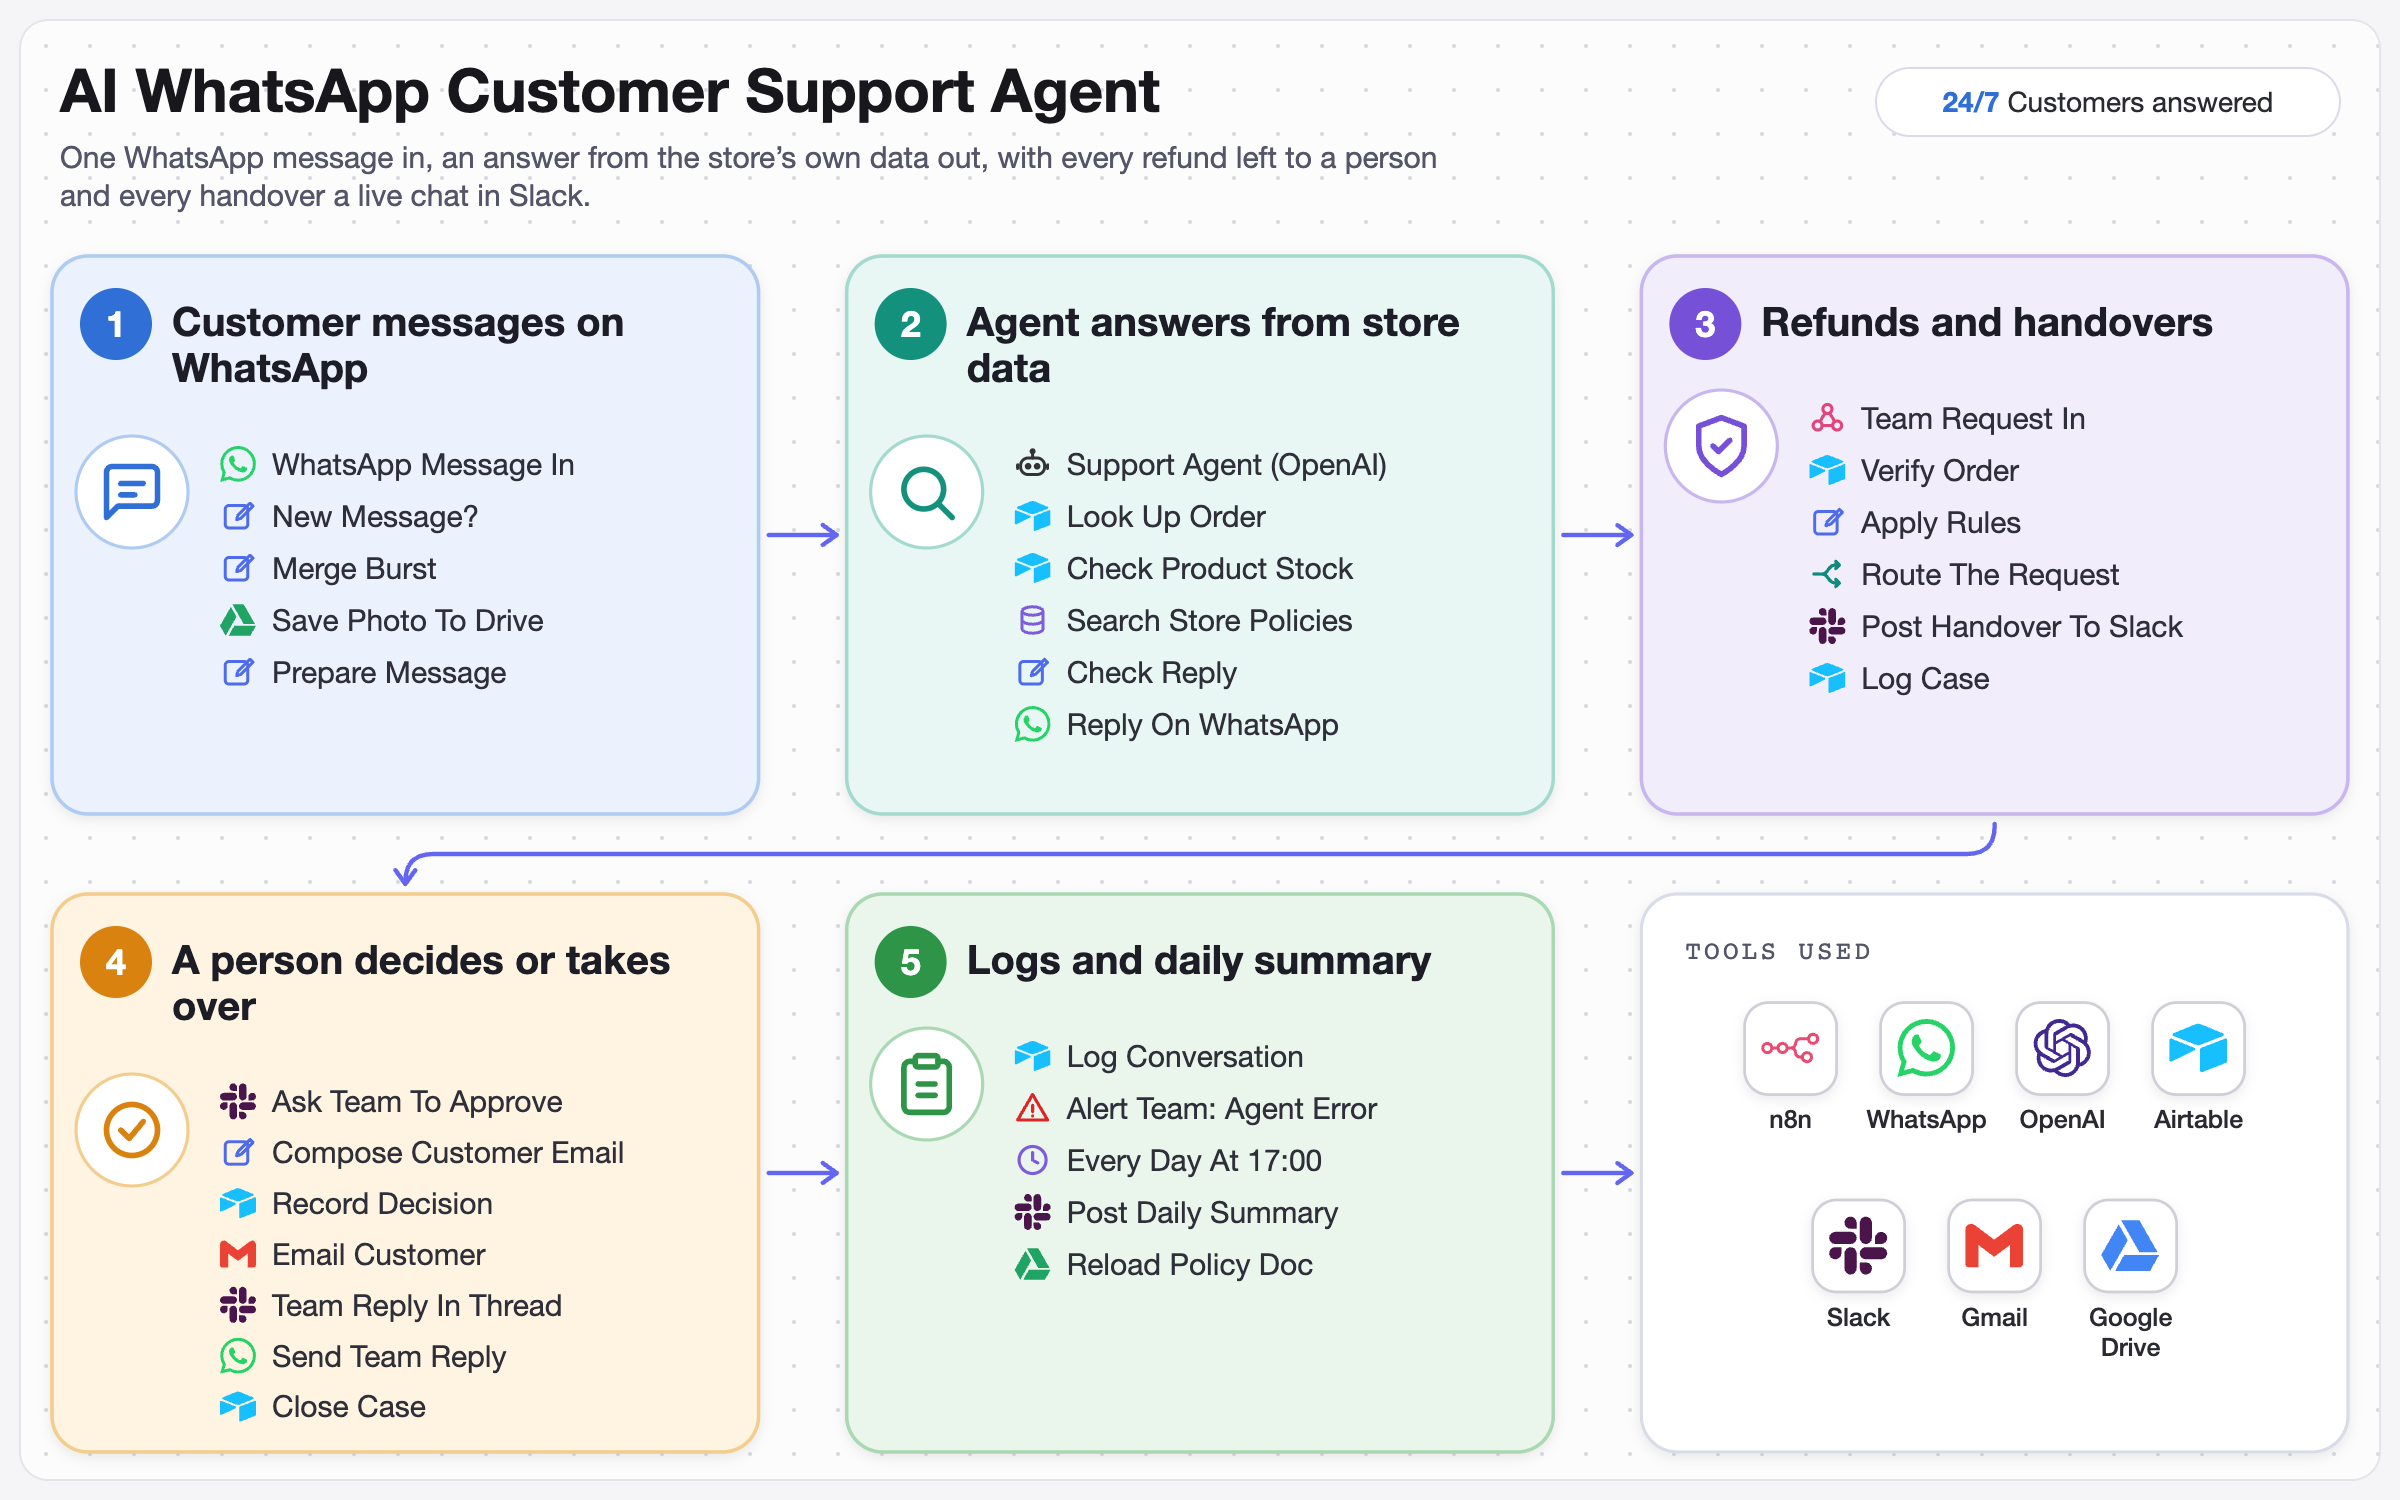 AI WhatsApp Customer Support Agent
24/7 Customers answered
One WhatsApp message in, an answer from the store’s own data out, with every refund left to a person
and every handover a live chat in Slack.
1
Customer messages on
WhatsApp
WhatsApp Message In
New Message?
Merge Burst
Save Photo To Drive
Prepare Message
2
Agent answers from store
data
Support Agent (OpenAI)
Look Up Order
Check Product Stock
Search Store Policies
Check Reply
Reply On WhatsApp
3
Refunds and handovers
Team Request In
Verify Order
Apply Rules
Route The Request
Post Handover To Slack
Log Case
4
A person decides or takes
over
Ask Team To Approve
Compose Customer Email
Record Decision
Email Customer
Team Reply In Thread
Send Team Reply
Close Case
5
Logs and daily summary
Log Conversation
Alert Team: Agent Error
Every Day At 17:00
Post Daily Summary
Reload Policy Doc
TOOLS USED
n8n
WhatsApp
OpenAI
Airtable
Slack
Gmail
Google
Drive